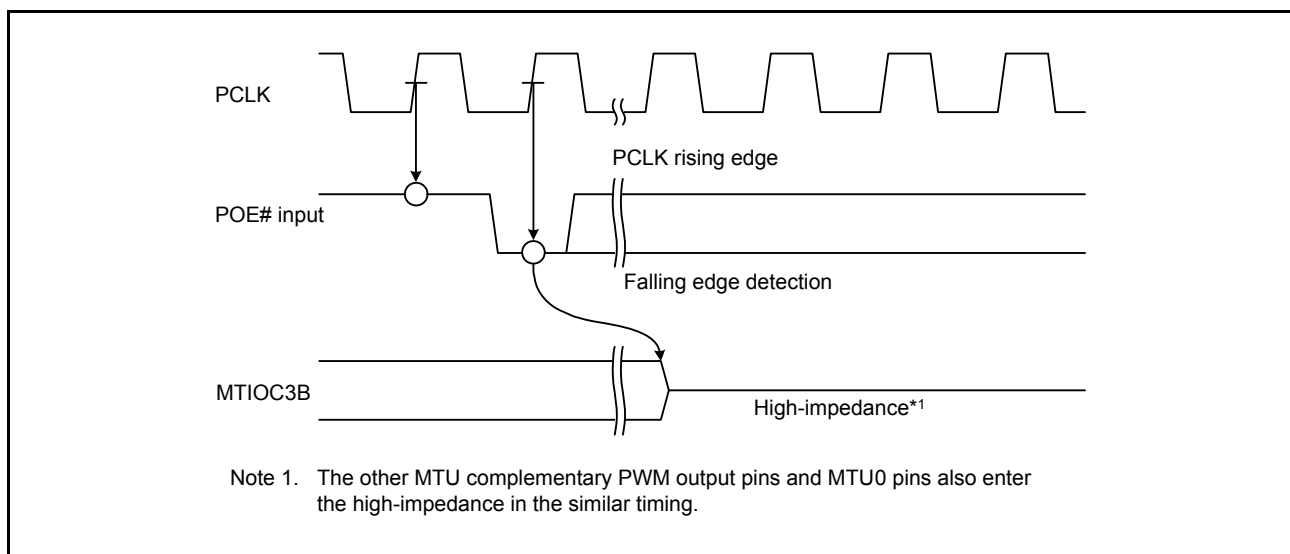 PCLK
PCLK rising edge
POE# input
Falling edge detection
MTIOC3B
High-impedance*1
Note 1. The other MTU complementary PWM output pins and MTU0 pins also enter
the high-impedance in the similar timing.